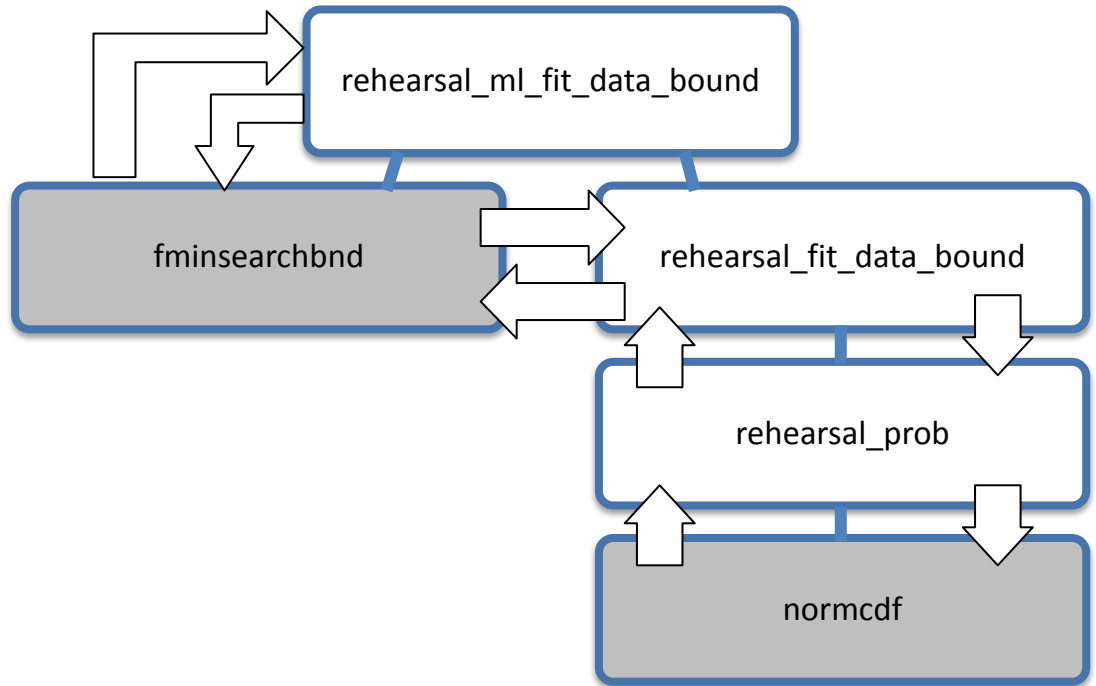 rehearsal_ml_fit_data_bound
fminsearchbnd
rehearsal_fit_data_bound
rehearsal_prob
normcdf